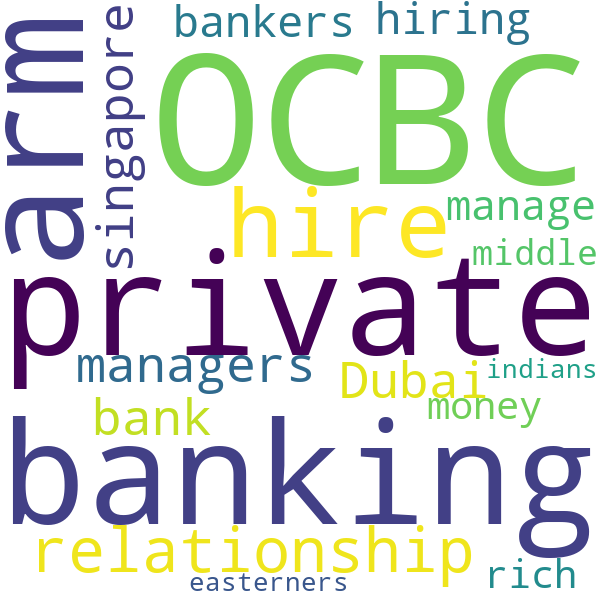 bankers
hiring
arm
singapore
OCBC
hire
manage
middle
private
managers
Dubai
indians
bank
money
banking
relationship
easterners
rich